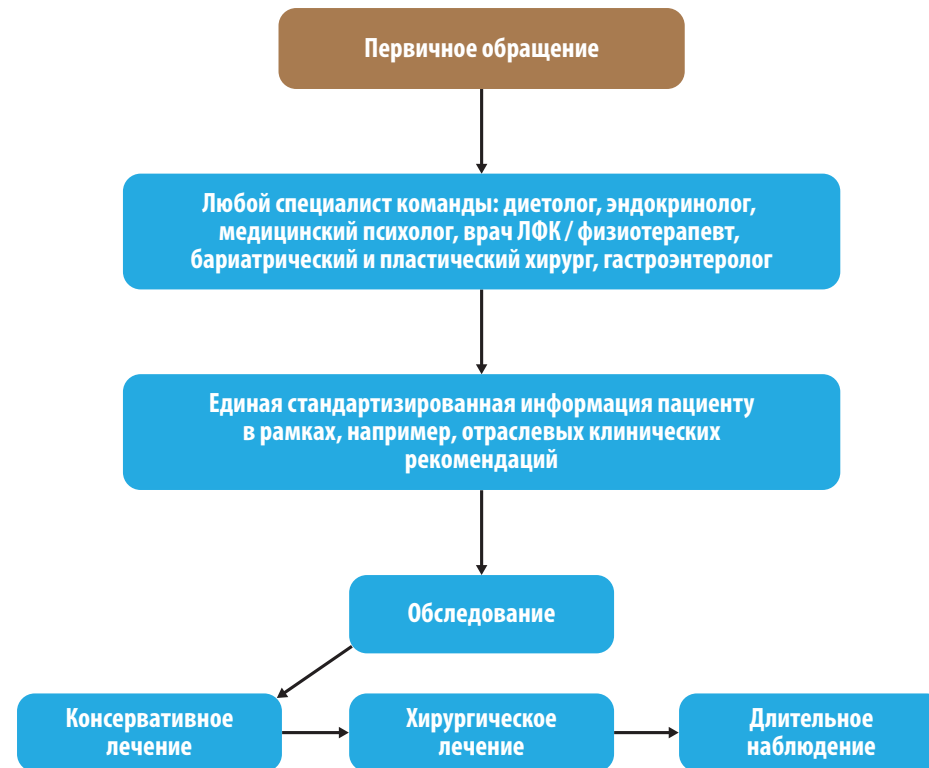 Первичное обращение
Любой специалист команды: диетолог, эндокринолог,
медицинский психолог, врач ЛФК / физиотерапевт,
бариатрический и пластический хирург, гастроэнтеролог
Единая стандартизированная информация пациенту
в рамках, например, отраслевых клинических
рекомендаций
Обследование
Консервативное
лечение
Хирургическое
лечение
Длительное
наблюдение